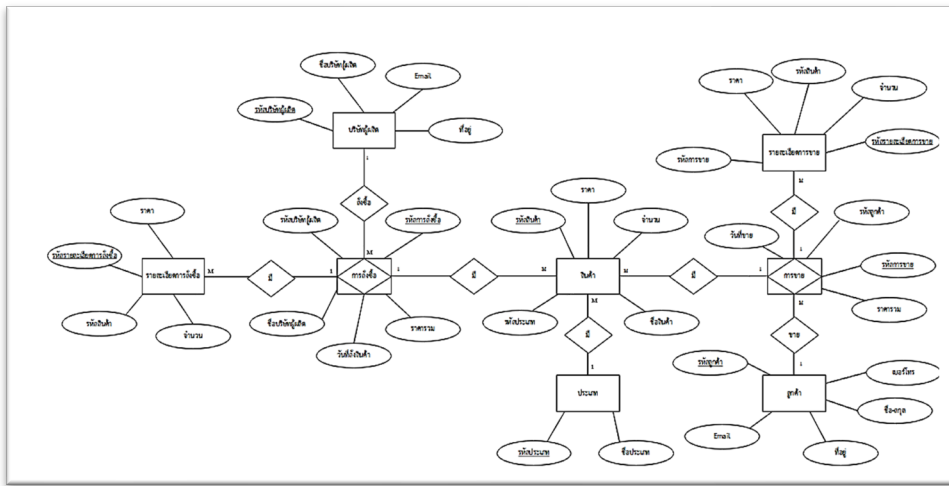 ชื่อบริษัทผู้ผลิต
Email
รหัสบริษัทผู้ผลิต
บริษัทผู้ผลิต
ที่อยู่
1
สั่งซื้อ
M
ราคา
รหัสรายละเอียดการสั่งซื้อ
รายละเอียดการสั่งซื้อ
รหัสสินค้า
จำนวน
M
มี
1
รหัสบริษัทผู้ผลิต
รหัสการสั่งซื้อ
การสั่งซื้อ
ชื่อบริษัทผู้ผลิต
วันที่สั่งสินค้า
ราคารวม
1
มี
M
ราคา
รหัสสินค้า
จำนวน
สินค้า
รหัสประเภท
ชื่อสินค้า
M
มี
1
ประเภท
รหัสประเภท
ชื่อประเภท
M
มี
1
ราคา
รหัสสินค้า
จำนวน
รายละเอียดการขาย
รหัสการขาย
รหัสรายละเอียดการขาย
M
มี
1
วันที่ขาย
รหัสลูกค้า
การขาย
รหัสการขาย
ราคารวม
M
ขาย
1
รหัสลูกค้า
ลูกค้า
เบอร์โทร
ชื่อ-สกุล
Email
ที่อยู่